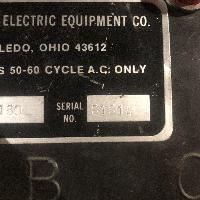 ELECTRIC EQUIPMENT CO.
LEDO, OHIO 43612
S 50-60 CYCLE A.C. ONLY
SERIAL
NO.
B